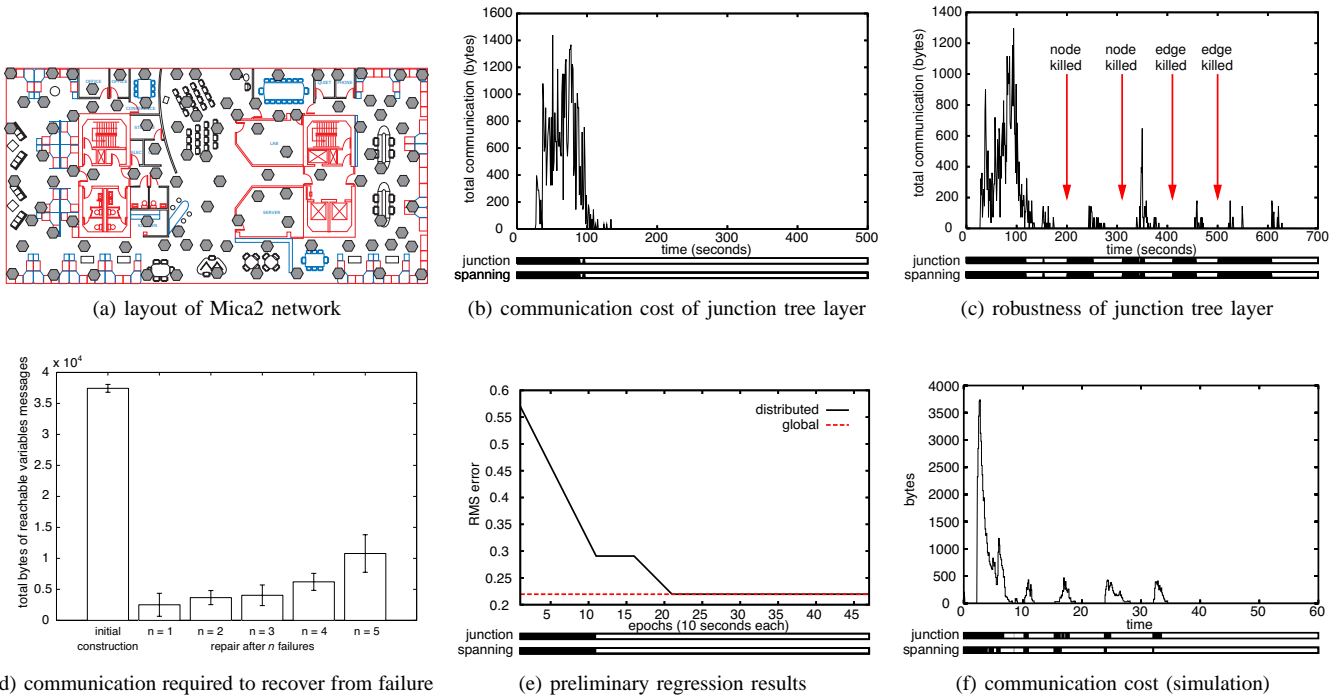 OFFICE OFFICE
CONFERENCE
LAB
SERVER
(a) layout of Mica2 network
1600
1400
1200
1000
800
600
400
200
0
total communication (bytes)
0 100 200 300 400 500
time (seconds)
junction
spanning
(b) communication cost of junction tree layer
1400
1200
1000
800
600
400
200
0
total communication (bytes)
node killed
node killed
edge killed
edge killed
0 100 200 300 400 500 600 700
time (seconds)
junction
spanning
(c) robustness of junction tree layer
x 10^4
4
3.5
3
2.5
2
1.5
1
0.5
0
total bytes of reachable variables messages
initial construction
n = 1 n = 2 n = 3 n = 4 n = 5
repair after n failures
d) communication required to recover from failure
0.6
0.55
0.5
0.45
0.4
0.35
0.3
0.25
0.2
RMS error
distributed
global
5 10 15 20 25 30 35 40 45
epochs (10 seconds each)
junction
spanning
(e) preliminary regression results
4000
3500
3000
2500
2000
1500
1000
500
0
bytes
0 10 20 30 40 50 60
time
junction
spanning
(f) communication cost (simulation)